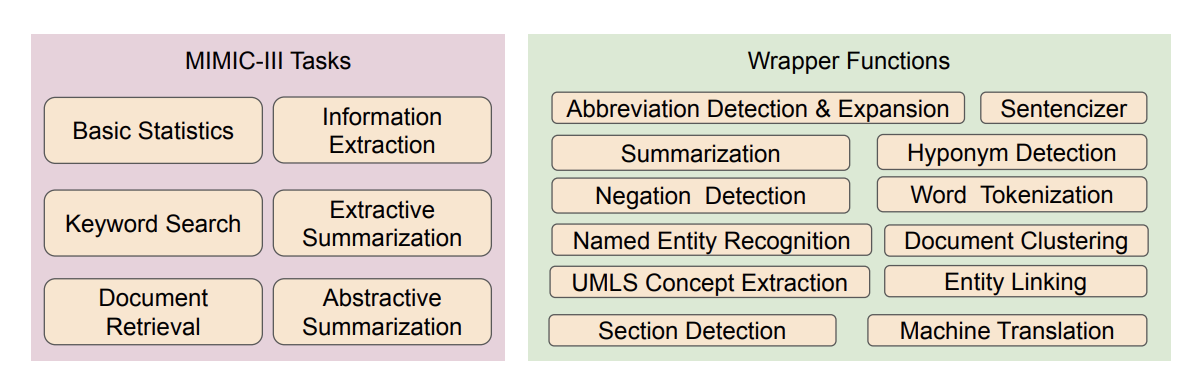 MIMIC-III Tasks
Basic Statistics
Information
Extraction
Keyword Search
Extractive
Summarization
Document
Retrieval
Abstractive
Summarization
Wrapper Functions
Abbreviation Detection & Expansion
Sentencizer
Summarization
Hyponym Detection
Negation Detection
Word Tokenization
Named Entity Recognition
Document Clustering
UMLS Concept Extraction
Entity Linking
Section Detection
Machine Translation